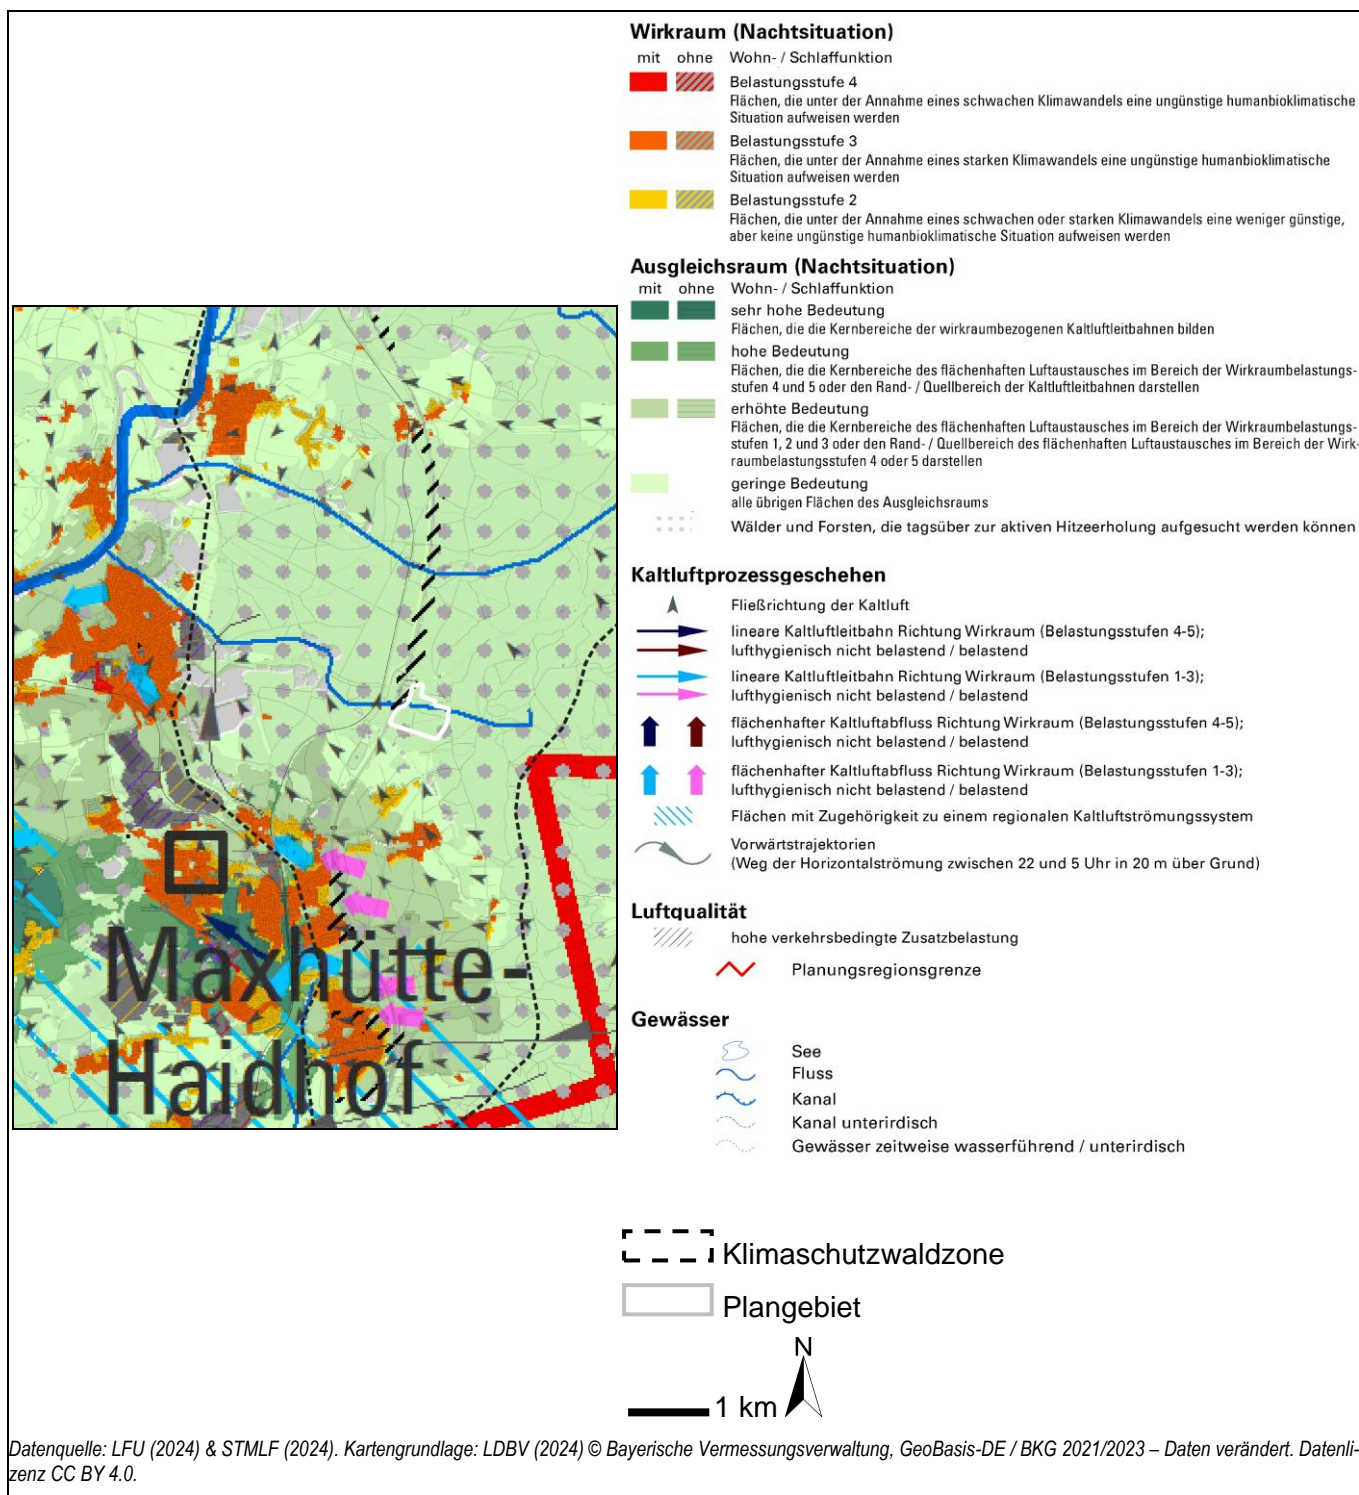 Wirkraum (Nachtsituation)
mit ohne Wohn- / Schlaffunktion
Belastungsstufe 4
Flächen, die unter der Annahme eines schwachen Klimawandels eine ungünstige humanbioklimatische
Situation aufweisen werden
Belastungsstufe 3
Flächen, die unter der Annahme eines starken Klimawandels eine ungünstige humanbioklimatische
Situation aufweisen werden
Belastungsstufe 2
Flächen, die unter der Annahme eines schwachen oder starken Klimawandels eine weniger günstige,
aber keine ungünstige humanbioklimatische Situation aufweisen werden
Ausgleichsraum (Nachtsituation)
mit ohne Wohn- / Schlaffunktion
sehr hohe Bedeutung
Flächen, die die Kernbereiche der wirkraumbezogenen Kaltluftleitbahnen bilden
hohe Bedeutung
Flächen, die die Kernbereiche des flächenhaften Luftaustausches im Bereich der Wirkraumbelastungs-
stufen 4 und 5 oder den Rand- / Quellbereich der Kaltluftleitbahnen darstellen
erhöhte Bedeutung
Flächen, die die Kernbereiche des flächenhaften Luftaustausches im Bereich der Wirkraumbelastungs-
stufen 1, 2 und 3 oder den Rand- / Quellbereich des flächenhaften Luftaustausches im Bereich der Wirk-
raumbelastungsstufen 4 oder 5 darstellen
geringe Bedeutung
alle übrigen Flächen des Ausgleichsraums
Wälder und Forsten, die tagsüber zur aktiven Hitzeerholung aufgesucht werden können
Kaltluftprozessgeschehen
Fließrichtung der Kaltluft
lineare Kaltluftleitbahn Richtung Wirkraum (Belastungsstufen 4-5);
lufthygienisch nicht belastend / belastend
lineare Kaltluftleitbahn Richtung Wirkraum (Belastungsstufen 1-3);
lufthygienisch nicht belastend / belastend
flächenhafter Kaltluftabfluss Richtung Wirkraum (Belastungsstufen 4-5);
lufthygienisch nicht belastend / belastend
flächenhafter Kaltluftabfluss Richtung Wirkraum (Belastungsstufen 1-3);
lufthygienisch nicht belastend / belastend
Flächen mit Zugehörigkeit zu einem regionalen Kaltluftströmungssystem
Vorwärtstrajektorien
(Weg der Horizontalströmung zwischen 22 und 5 Uhr in 20 m über Grund)
Luftqualität
hohe verkehrsbedingte Zusatzbelastung
Planungsregionsgrenze
Gewässer
See
Fluss
Kanal
Kanal unterirdisch
Gewässer zeitweise wasserführend / unterirdisch
Maxhütte-
Haidhof
Klimaschutzwaldzone
Plangebiet
N
1 km
Datenquelle: LFU (2024) & STMLF (2024). Kartengrundlage: LDBV (2024) © Bayerische Vermessungsverwaltung, GeoBasis-DE / BKG 2021/2023 – Daten verändert. Datenli-
zenz CC BY 4.0.